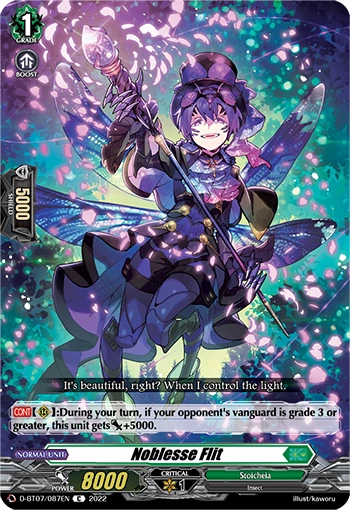 1
GRADE
BOOST
5000
SHIELD
It's beautiful, right? When I control the light.
CONT【 】:During your turn, if your opponent's vanguard is grade 3 or
greater, this unit gets +5000.
NORMAL UNIT
Noblesse Flit
POWER 8000
CRITICAL
1
Stoicheia
Insect
D-BT07/087EN C 2022
illust/kaworu